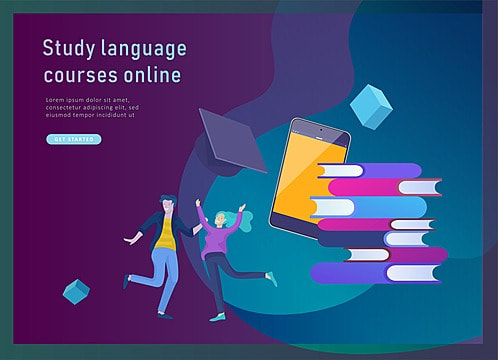 Study language
courses online
Lorem ipsum dolor sit amet,
consectetur adipiscing elit, sed
eiusmod tempor incididunt ut
GET STARTED